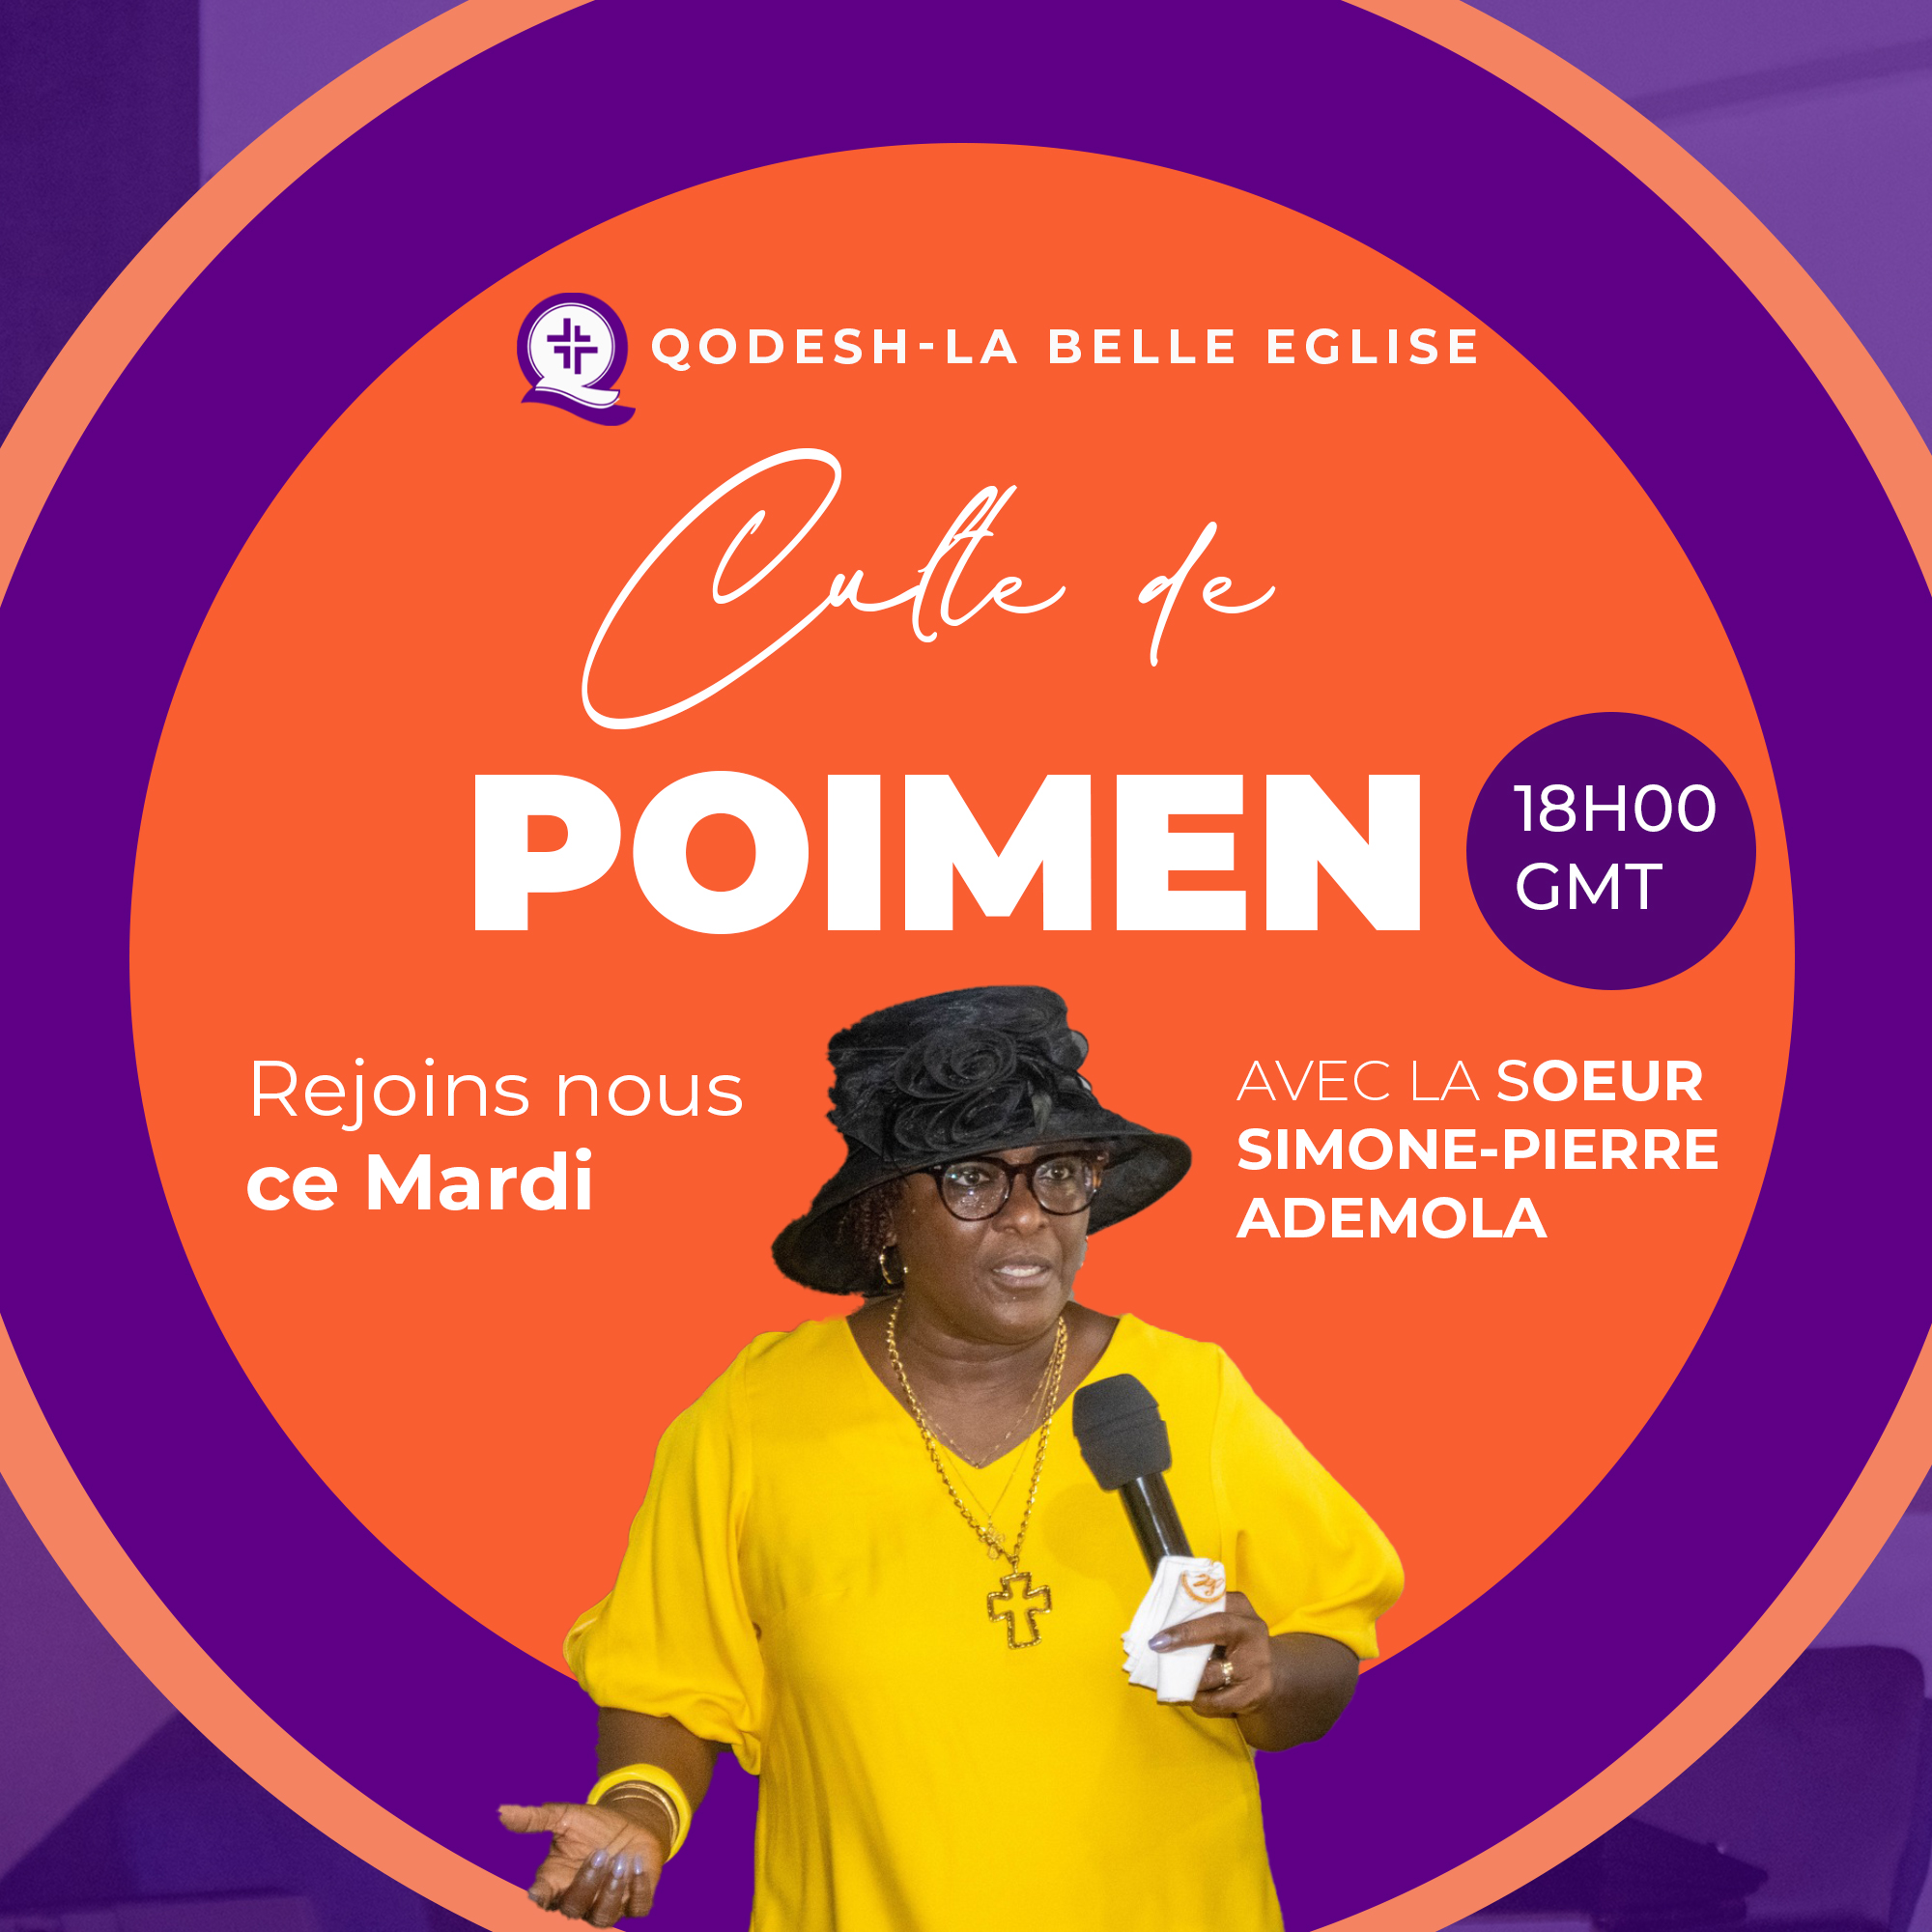 QODESH-LA BELLE EGLISE
Culte de
POIMEN
18H00
GMT
Rejoins nous
ce Mardi
AVEC LA SOEUR
SIMONE-PIERRE
ADEMOLA